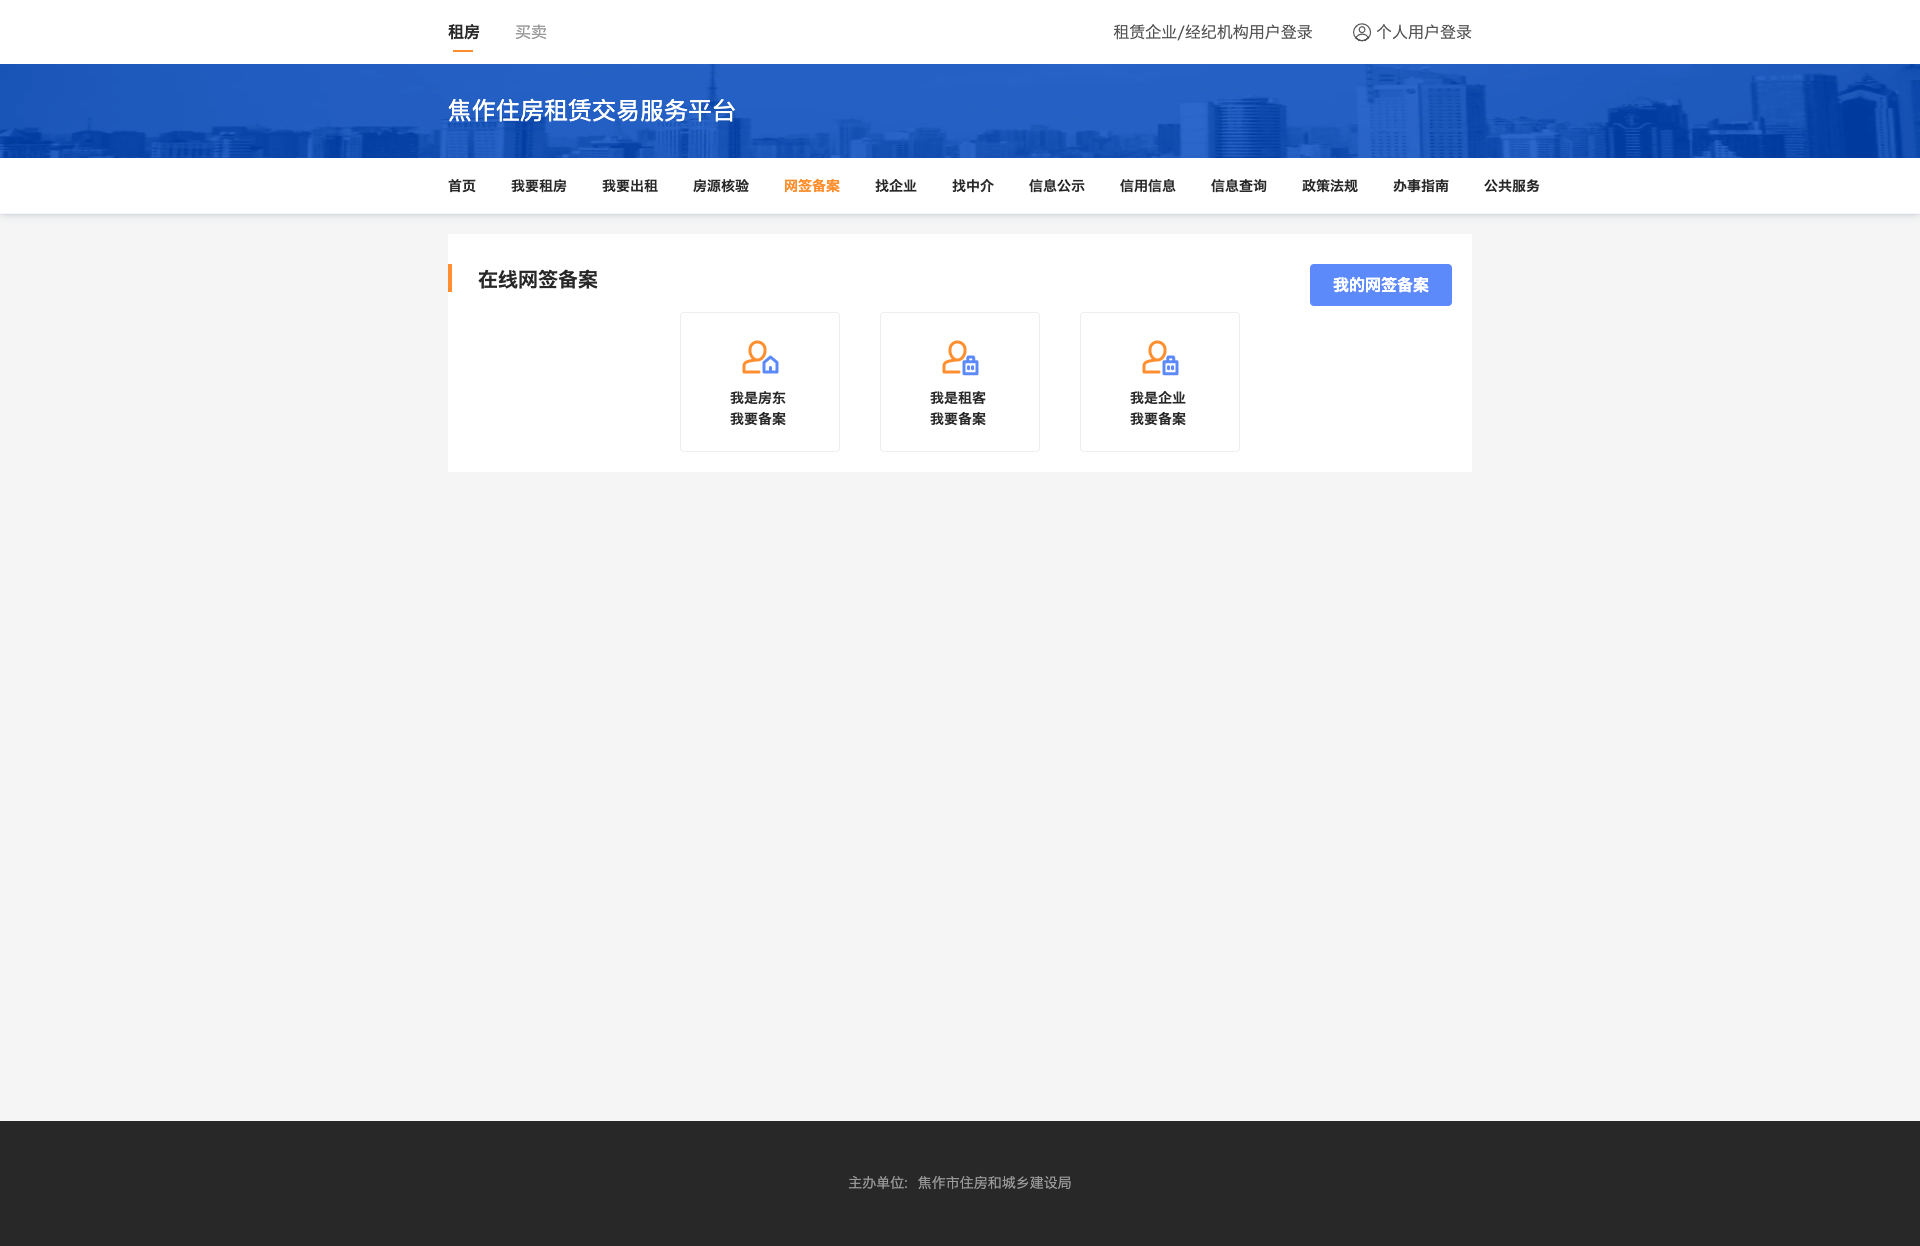 租房
买卖
租赁企业/经纪机构用户登录
个人用户登录
焦作住房租赁交易服务平台
首页
我要租房
我要出租
房源核验
网签备案
找企业
找中介
信息公示
信用信息
信息查询
政策法规
办事指南
公共服务
在线网签备案
我的网签备案
我是房东
我要备案
我是租客
我要备案
我是企业
我要备案
主办单位: 焦作市住房和城乡建设局